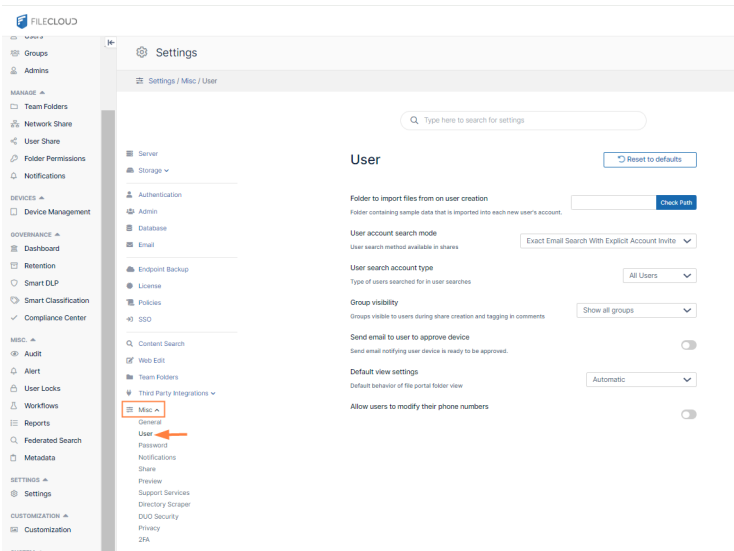 FILECLOUD
Users
Groups
Admins
MANAGE
Team Folders
Network Share
User Share
Folder Permissions
Notifications
DEVICES
Device Management
GOVERNANCE
Dashboard
Retention
Smart DLP
Smart Classification
Compliance Center
MISC.
Audit
Alert
User Locks
Workflows
Reports
Federated Search
Metadata
SETTINGS
Settings
CUSTOMIZATION
Customization
Settings
Settings / Misc / User
Type here to search for settings
Server
Storage
Authentication
Admin
Database
Email
Endpoint Backup
License
Policies
SSO
Content Search
Web Edit
Team Folders
Third Party Integrations
Misc
General
User
Password
Notifications
Share
Preview
Support Services
Directory Scraper
DUO Security
Privacy
2FA
User
Reset to defaults
Folder to import files from on user creation
Check Path
Folder containing sample data that is imported into each new user's account.
User account search mode
Exact Email Search With Explicit Account Invite
User search method available in shares
User search account type
All Users
Type of users searched for in user searches
Group visibility
Show all groups
Groups visible to users during share creation and tagging in comments
Send email to user to approve device
Send email notifying user device is ready to be approved.
Default view settings
Automatic
Default behavior of file portal folder view
Allow users to modify their phone numbers